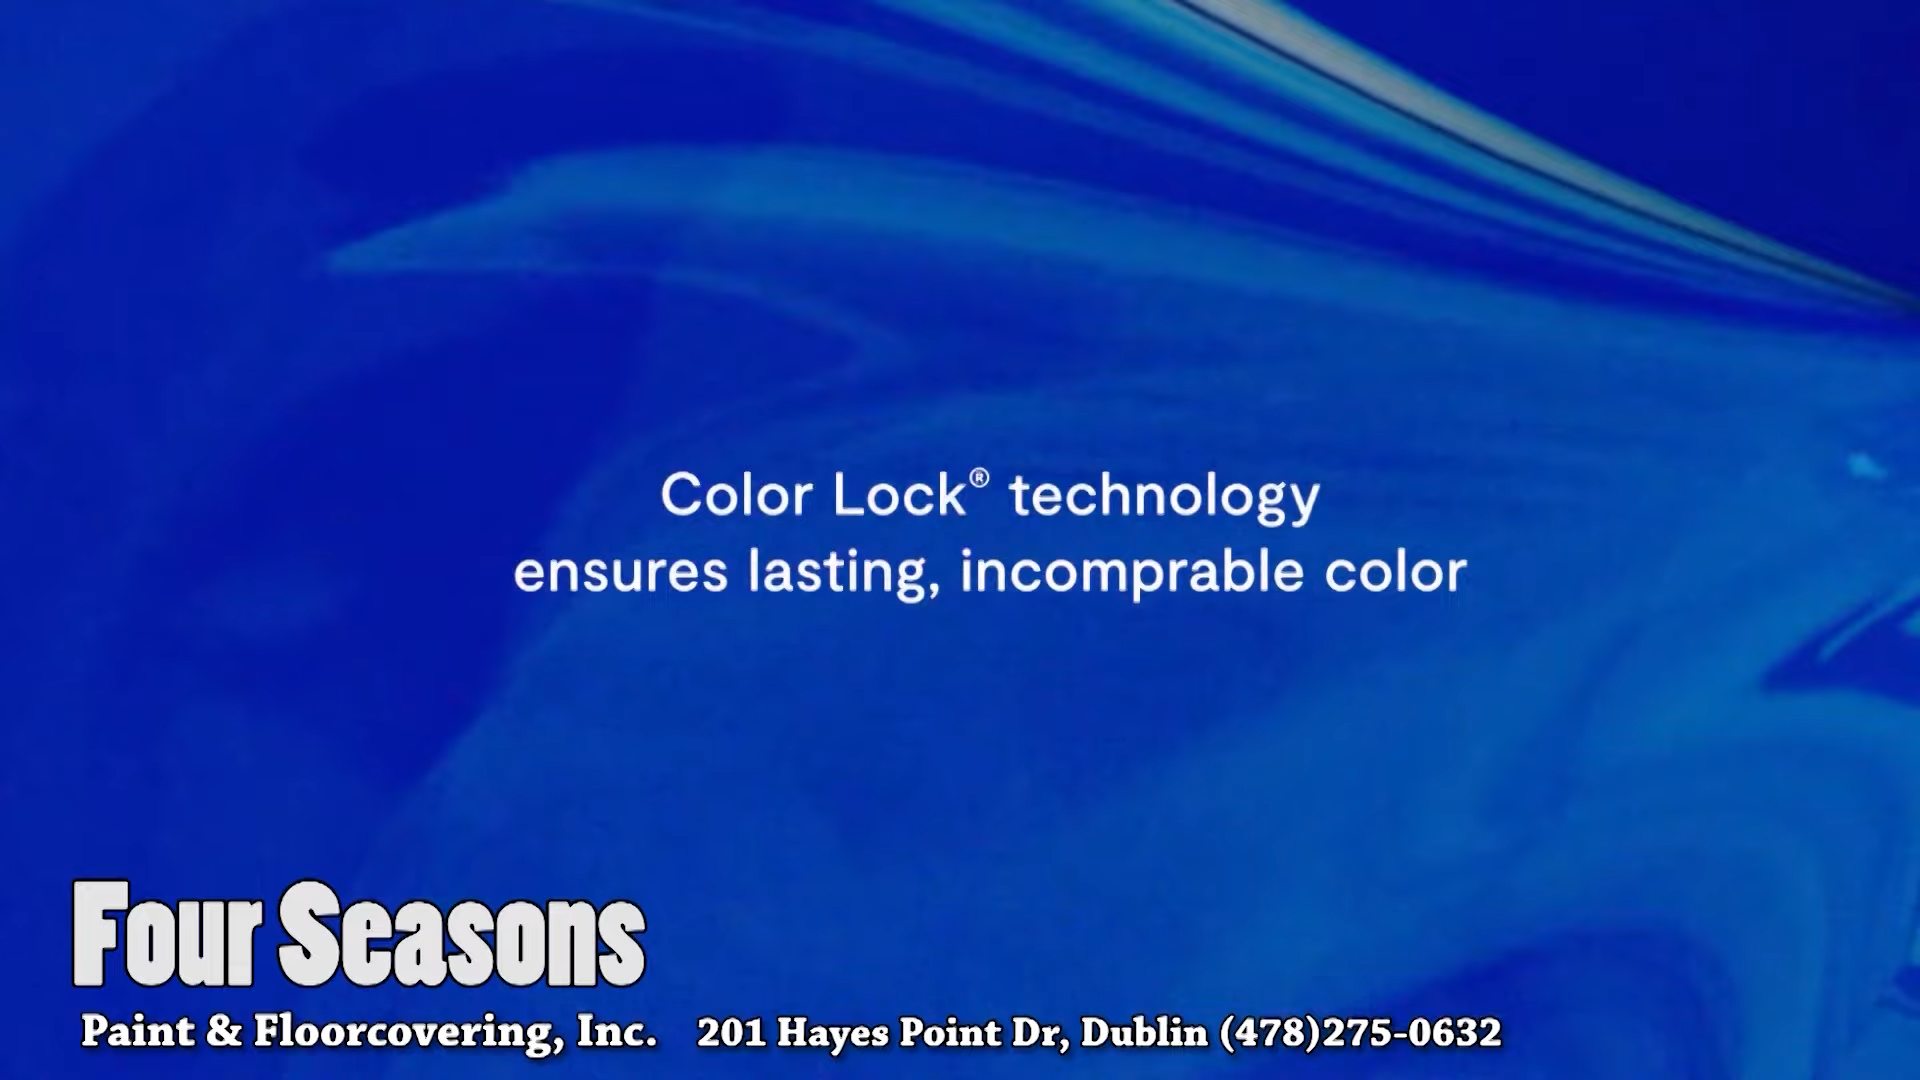 Color Lock® technology
ensures lasting, incomprable color
Four Seasons
Paint & Floorcovering, Inc. 201 Hayes Point Dr, Dublin (478)275-0632